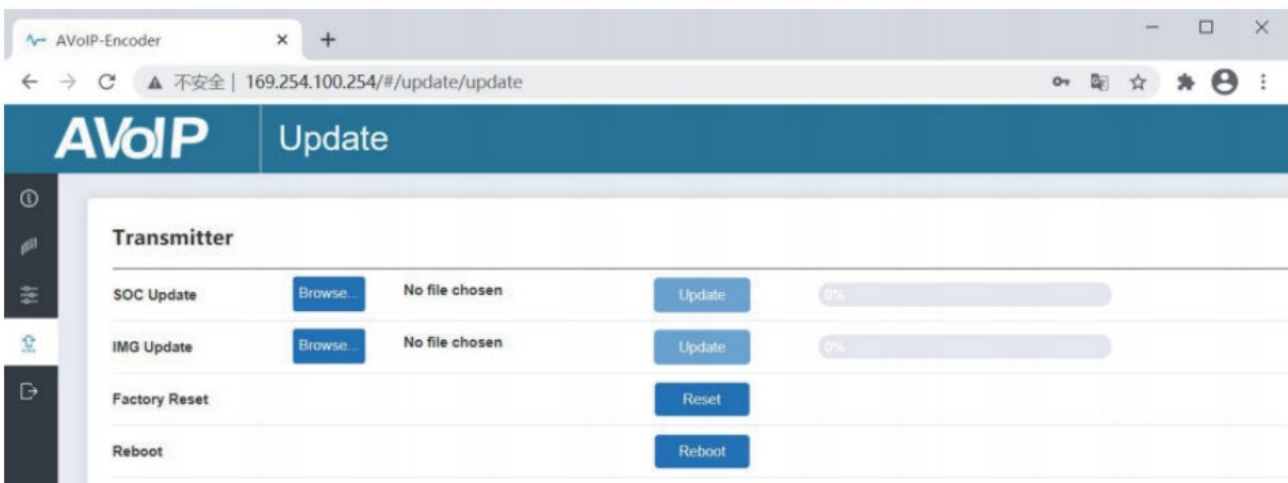 AVoIP-Encoder
不安全 | 169.254.100.254/#/update/update
AVoIP Update
Transmitter
SOC Update Browse... No file chosen Update 0%
IMG Update Browse... No file chosen Update 0%
Factory Reset Reset
Reboot Reboot